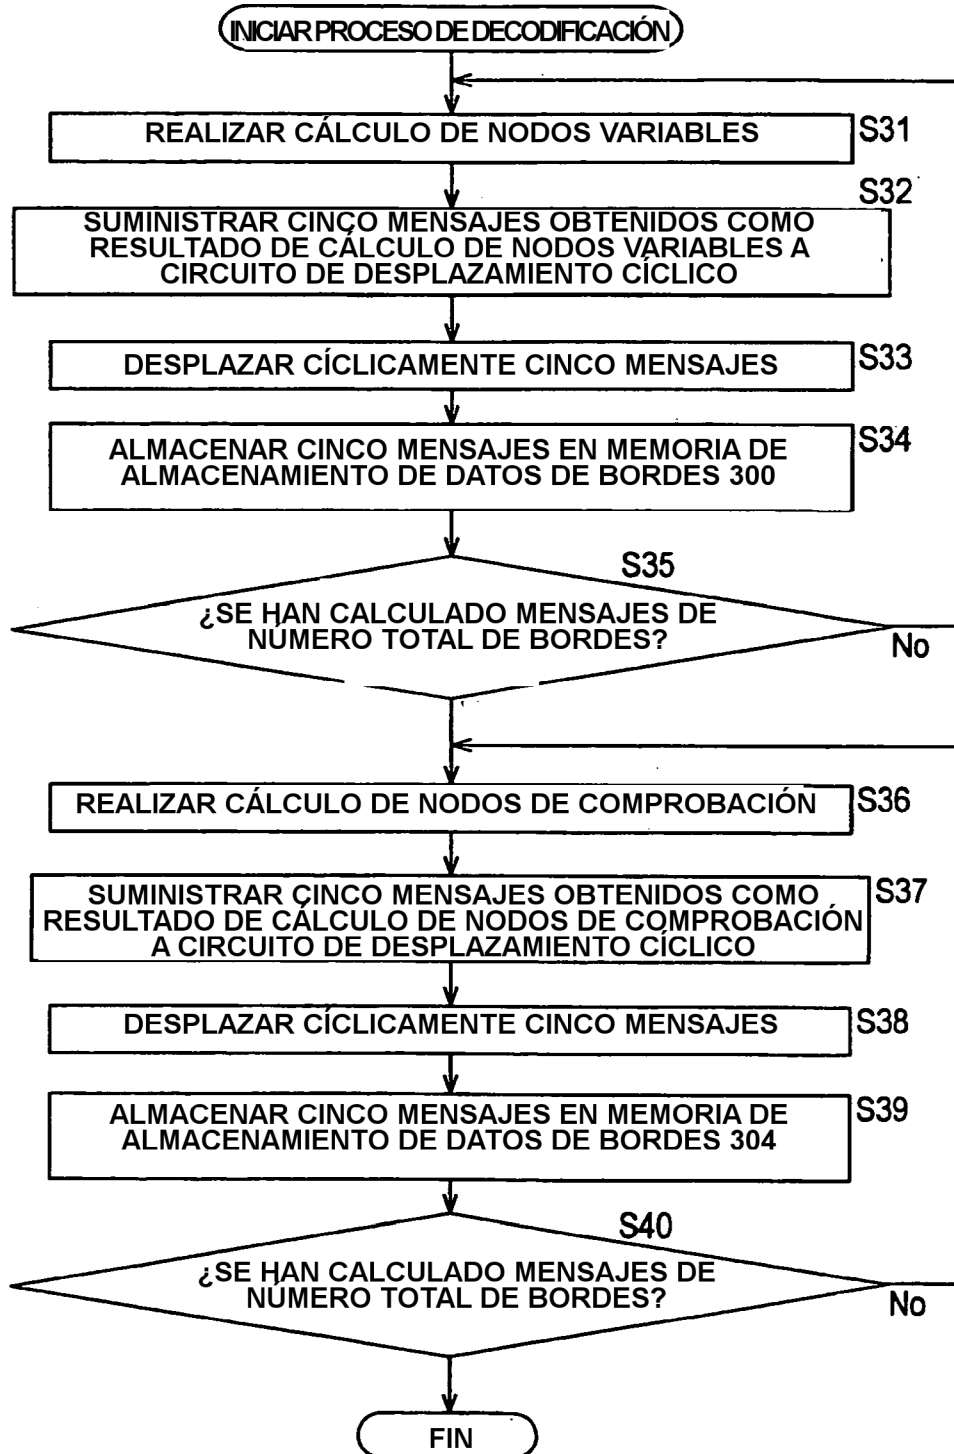 INICIAR PROCESO DE DECODIFICACIÓN
REALIZAR CÁLCULO DE NODOS VARIABLES
S31
S32
SUMINISTRAR CINCO MENSAJES OBTENIDOS COMO
RESULTADO DE CÁLCULO DE NODOS VARIABLES A
CIRCUITO DE DESPLAZAMIENTO CÍCLICO
DESPLAZAR CÍCLICAMENTE CINCO MENSAJES
S33
S34
ALMACENAR CINCO MENSAJES EN MEMORIA DE
ALMACENAMIENTO DE DATOS DE BORDES 300
S35
¿SE HAN CALCULADO MENSAJES DE
NÚMERO TOTAL DE BORDES?
No
REALIZAR CÁLCULO DE NODOS DE COMPROBACIÓN
S36
SUMINISTRAR CINCO MENSAJES OBTENIDOS COMO
S37
RESULTADO DE CÁLCULO DE NODOS DE COMPROBACIÓN
A CIRCUITO DE DESPLAZAMIENTO CÍCLICO
DESPLAZAR CÍCLICAMENTE CINCO MENSAJES
S38
ALMACENAR CINCO MENSAJES EN MEMORIA DE
S39
ALMACENAMIENTO DE DATOS DE BORDES 304
S40
¿SE HAN CALCULADO MENSAJES DE
NÚMERO TOTAL DE BORDES?
No
FIN